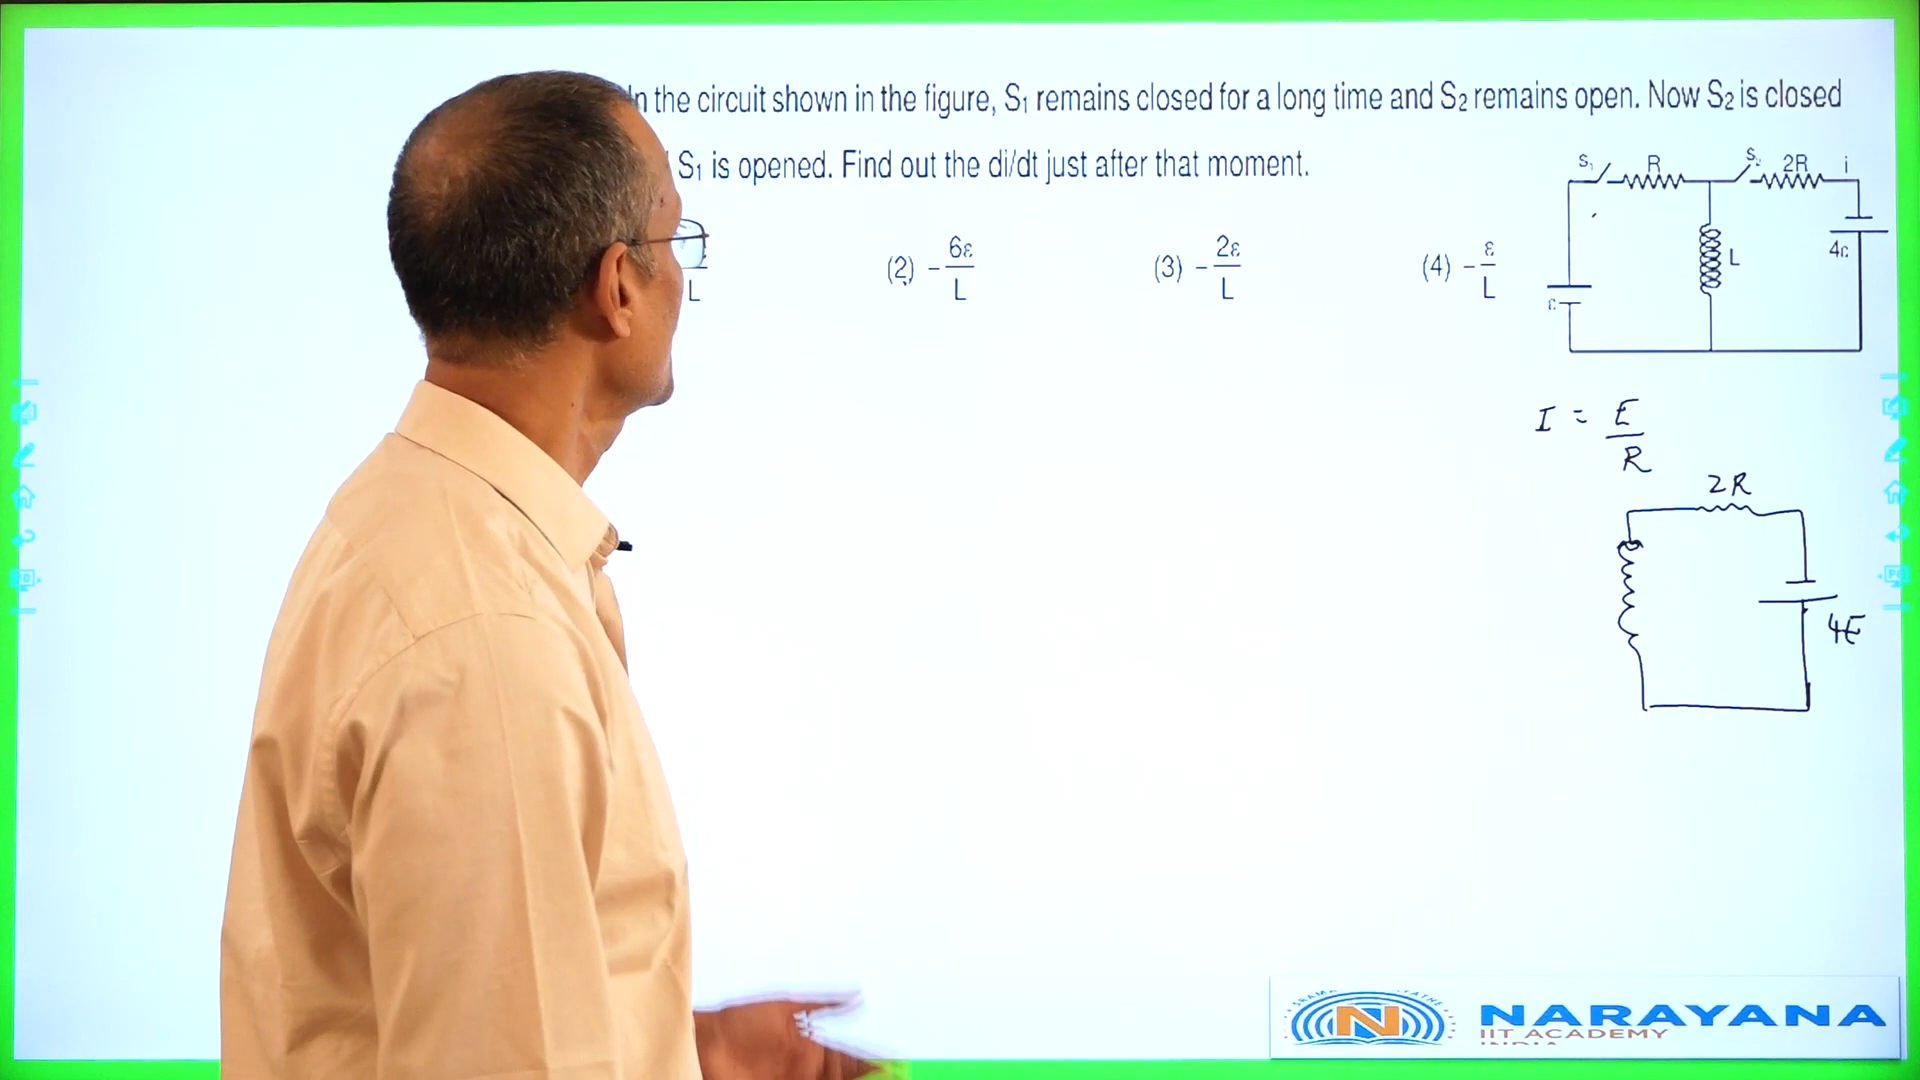 In the circuit shown in the figure, S₁ remains closed for a long time and S₂ remains open. Now S₂ is closed
S₁ is opened. Find out the di/dt just after that moment.
L
(2) - 6ε/L
(3) - 2ε/L
(4) - ε/L
S₁ R S₂ 2R i
L
4ε
ε
I = E/R
2R
4E
NARAYANA
IIT ACADEMY
INDIA